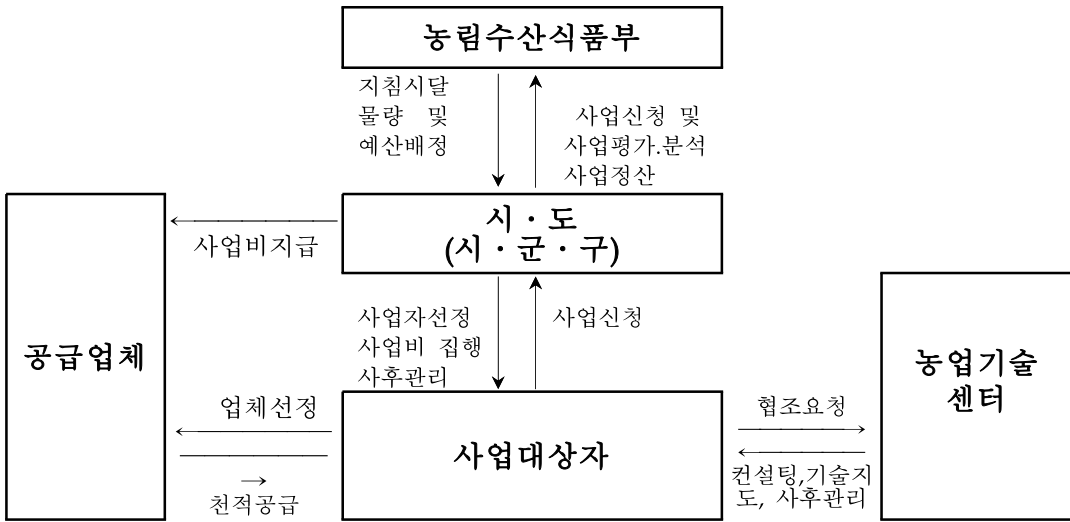 농림수산식품부
지침시달
물량 및
예산배정
사업신청 및
사업평가.분석
사업정산
시·도
(시·군·구)
사업비지급
사업자선정
사업비 집행
사후관리
사업신청
공급업체
농업기술
센터
업체선정
천적공급
사업대상자
협조요청
컨설팅,기술지
도, 사후관리